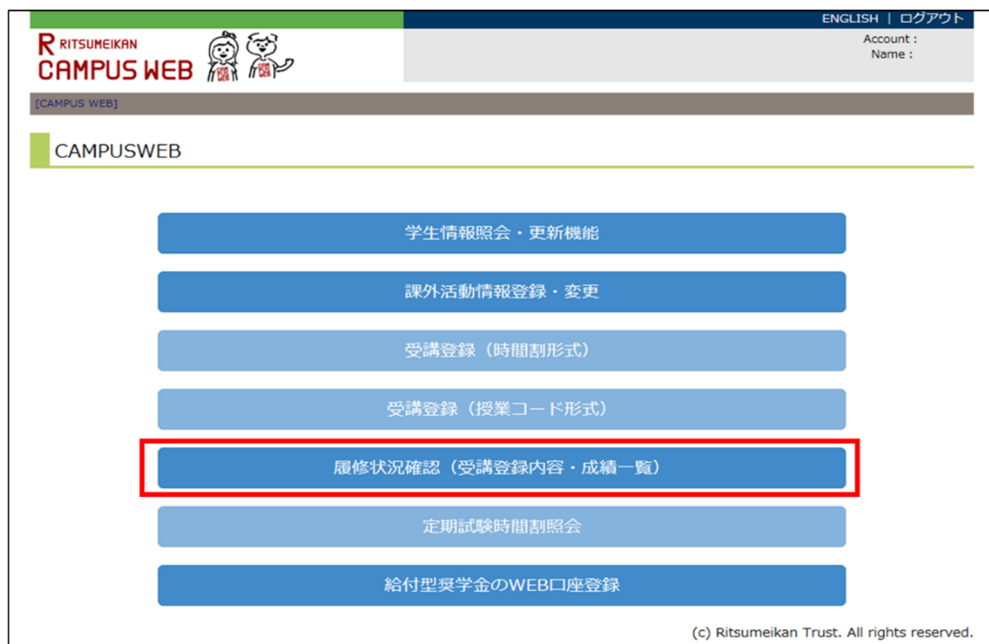 ENGLISH | ログアウト
R RITSUMEIKAN
CAMPUS WEB
Account :
Name :
[CAMPUS WEB]
CAMPUSWEB
学生情報照会・更新機能
課外活動情報登録・変更
受講登録（時間割形式）
受講登録（授業コード形式）
履修状況確認（受講登録内容・成績一覧）
定期試験時間割照会
給付型奨学金のWEB口座登録
(c) Ritsumeikan Trust. All rights reserved.